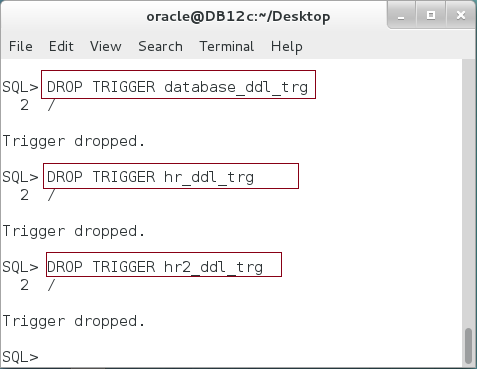 oracle@DB12c:~/Desktop
File Edit View Search Terminal Help
SQL> DROP TRIGGER database_ddl_trg
2 /
Trigger dropped.
SQL> DROP TRIGGER hr_ddl_trg
2 /
Trigger dropped.
SQL> DROP TRIGGER hr2_ddl_trg
2 /
Trigger dropped.
SQL>